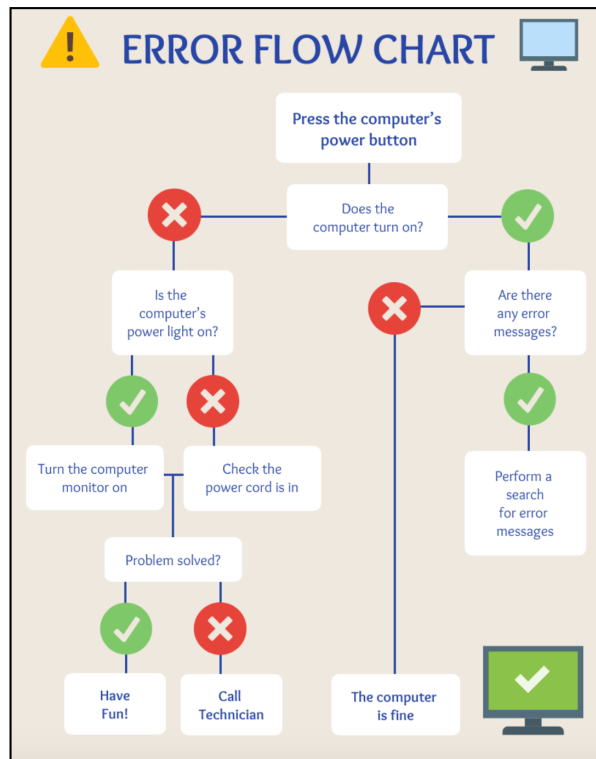 ERROR FLOW CHART
Press the computer's
power button
Does the
computer turn on?
Is the
computer's
power light on?
Are there
any error
messages?
Turn the computer
monitor on
Check the
power cord is in
Perform a
search
for error
messages
Problem solved?
Have
Fun!
Call
Technician
The computer
is fine